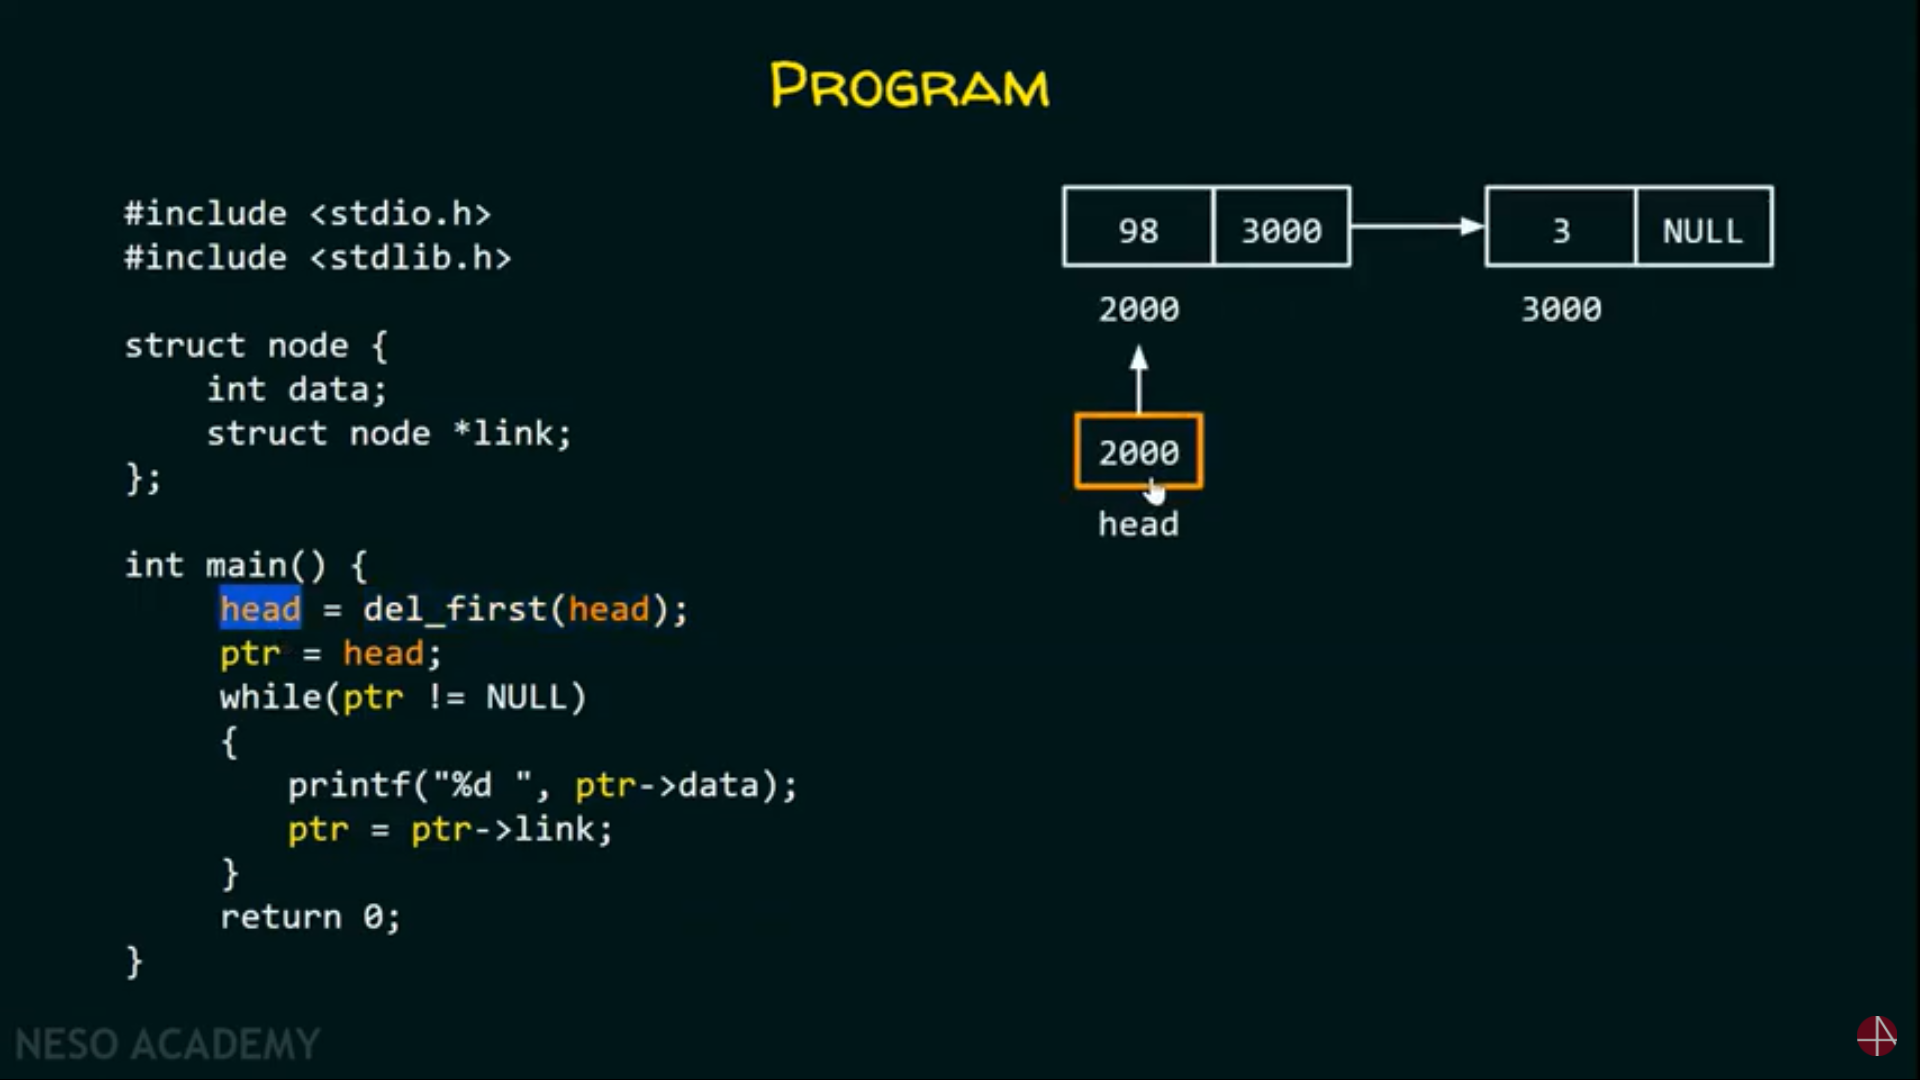 PROGRAM
#include <stdio.h>
#include <stdlib.h>
struct node {
int data;
struct node *link;
};
int main() {
head = del_first(head);
ptr = head;
while(ptr != NULL)
{
printf("%d ", ptr->data);
ptr = ptr->link;
}
return 0;
}
98 3000 3 NULL
2000 3000
2000
head
NESO ACADEMY